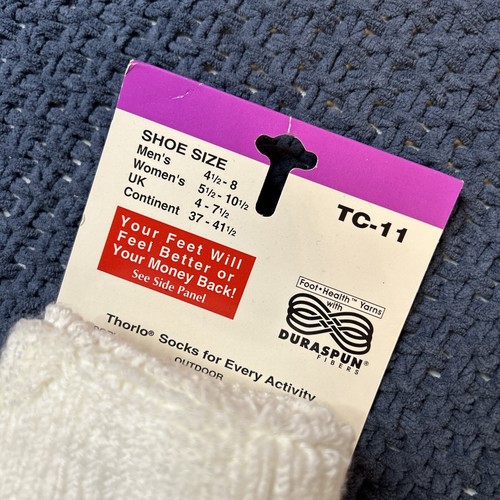 SHOE SIZE
Men's 4½ - 8
Women's 5½ - 10½
UK 4 - 7½
Continent 37 - 41½
TC-11
Your Feet Will
Feel Better or
Your Money Back!
See Side Panel
Foot•Health™ Yarns
with
DURASPUN®
FIBERS
Thorlo® Socks for Every Activity
OUTDOOR